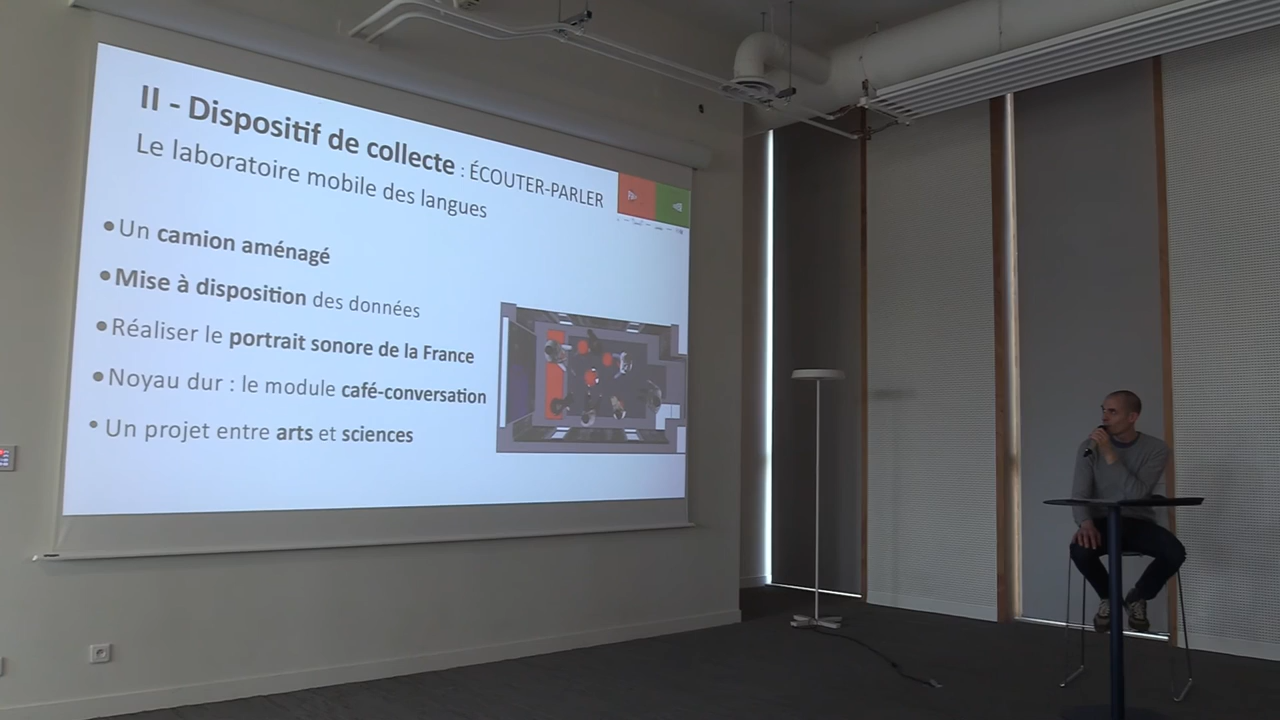 II - Dispositif de collecte : ÉCOUTER-PARLER
Le laboratoire mobile des langues
•Un camion aménagé
•Mise à disposition des données
•Réaliser le portrait sonore de la France
•Noyau dur : le module café-conversation
• Un projet entre arts et sciences